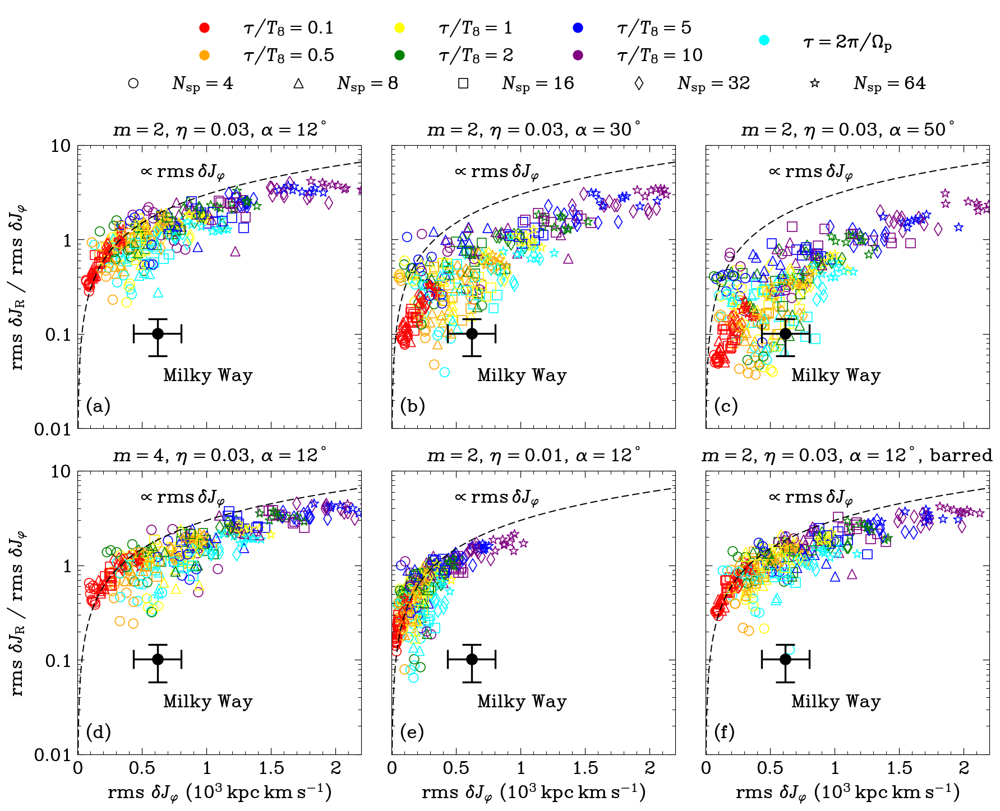 τ/T₈ = 0.1 τ/T₈ = 1 τ/T₈ = 5 τ = 2π/Ωₚ
τ/T₈ = 0.5 τ/T₈ = 2 τ/T₈ = 10
N_sp = 4 N_sp = 8 N_sp = 16 N_sp = 32 N_sp = 64
m = 2, η = 0.03, α = 12°
m = 2, η = 0.03, α = 30°
m = 2, η = 0.03, α = 50°
rms δJ_R / rms δJ_φ
10
1
0.1
0.01
∝ rms δJ_φ
Milky Way
(a)
∝ rms δJ_φ
Milky Way
(b)
∝ rms δJ_φ
Milky Way
(c)
m = 4, η = 0.03, α = 12°
m = 2, η = 0.01, α = 12°
m = 2, η = 0.03, α = 12°, barred
rms δJ_R / rms δJ_φ
10
1
0.1
0.01
∝ rms δJ_φ
Milky Way
(d)
∝ rms δJ_φ
Milky Way
(e)
∝ rms δJ_φ
Milky Way
(f)
0 0.5 1 1.5 2
0 0.5 1 1.5 2
0 0.5 1 1.5 2
rms δJ_φ (10³ kpc km s⁻¹)
rms δJ_φ (10³ kpc km s⁻¹)
rms δJ_φ (10³ kpc km s⁻¹)